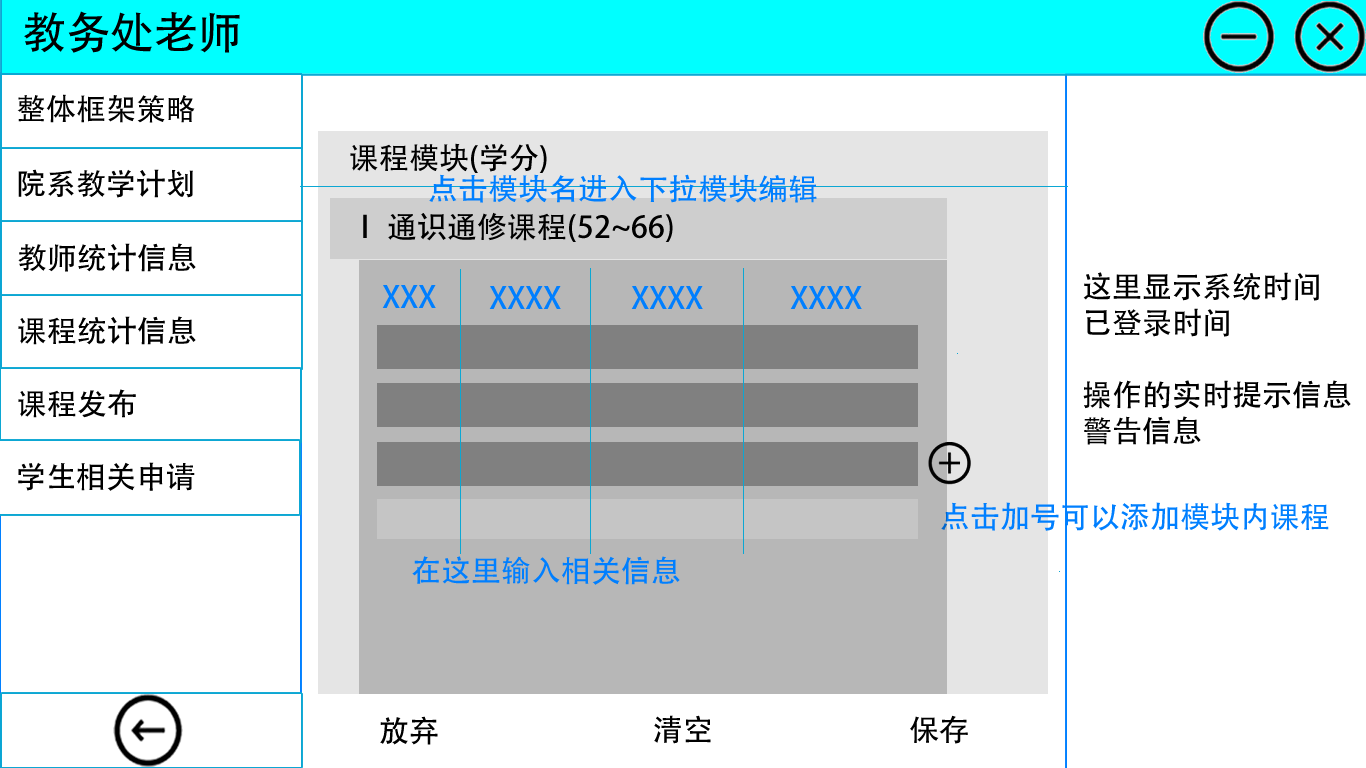 教务处老师
整体框架策略
院系教学计划
教师统计信息
课程统计信息
课程发布
学生相关申请
课程模块(学分)
点击模块名进入下拉模块编辑
I 通识通修课程(52~66)
XXX XXXX XXXX XXXX
点击加号可以添加模块内课程
在这里输入相关信息
放弃 清空 保存
这里显示系统时间
已登录时间
操作的实时提示信息
警告信息